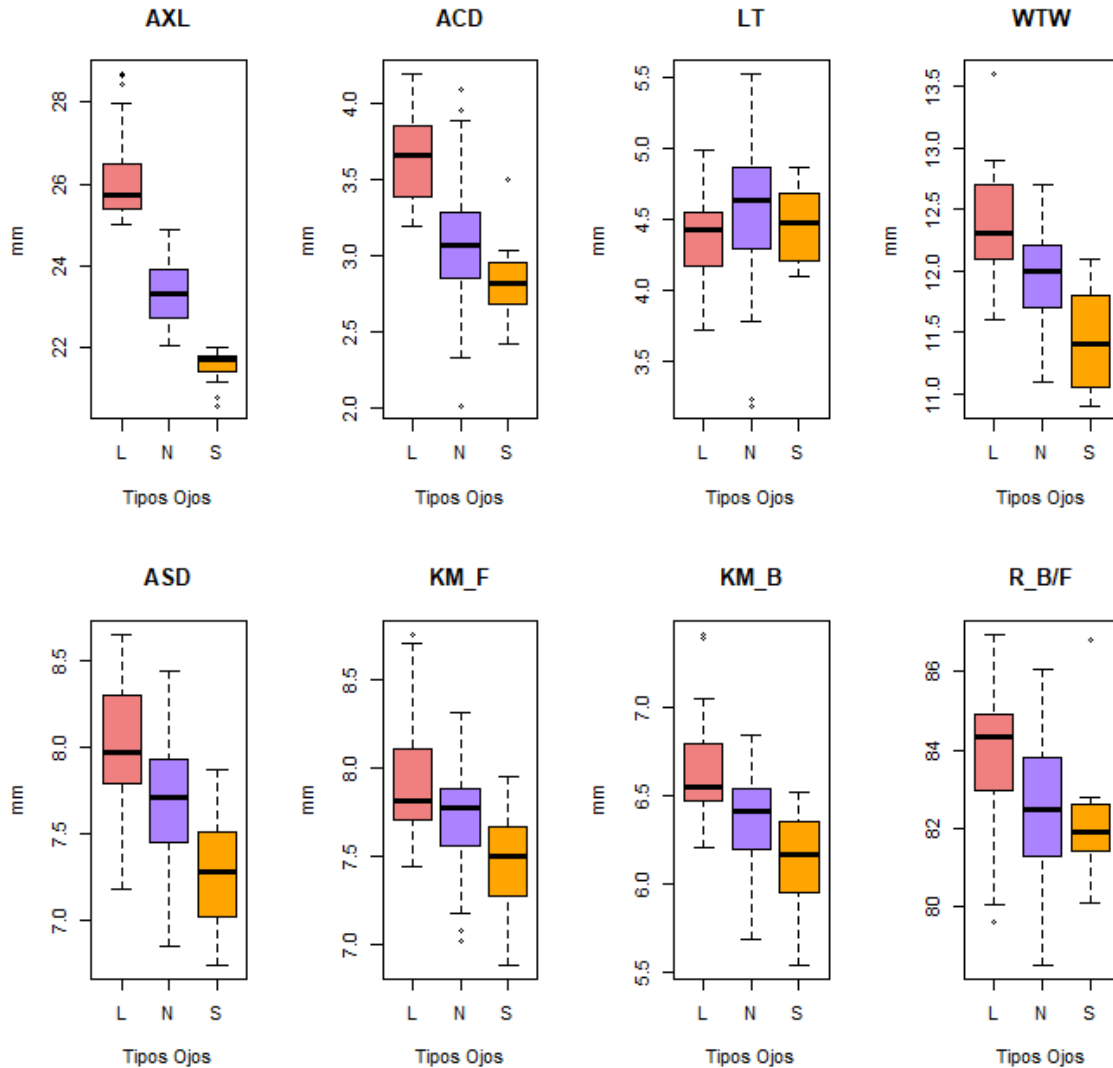 AXL
28
26
24
22
mm
L N S
Tipos Ojos
ACD
4.0
3.5
3.0
2.5
2.0
mm
L N S
Tipos Ojos
LT
5.5
5.0
4.5
4.0
3.5
mm
L N S
Tipos Ojos
WTW
13.5
13.0
12.5
12.0
11.5
11.0
mm
L N S
Tipos Ojos
ASD
8.5
8.0
7.5
7.0
mm
L N S
Tipos Ojos
KM_F
8.5
8.0
7.5
7.0
mm
L N S
Tipos Ojos
KM_B
7.0
6.5
6.0
5.5
mm
L N S
Tipos Ojos
R_B/F
86
84
82
80
mm
L N S
Tipos Ojos